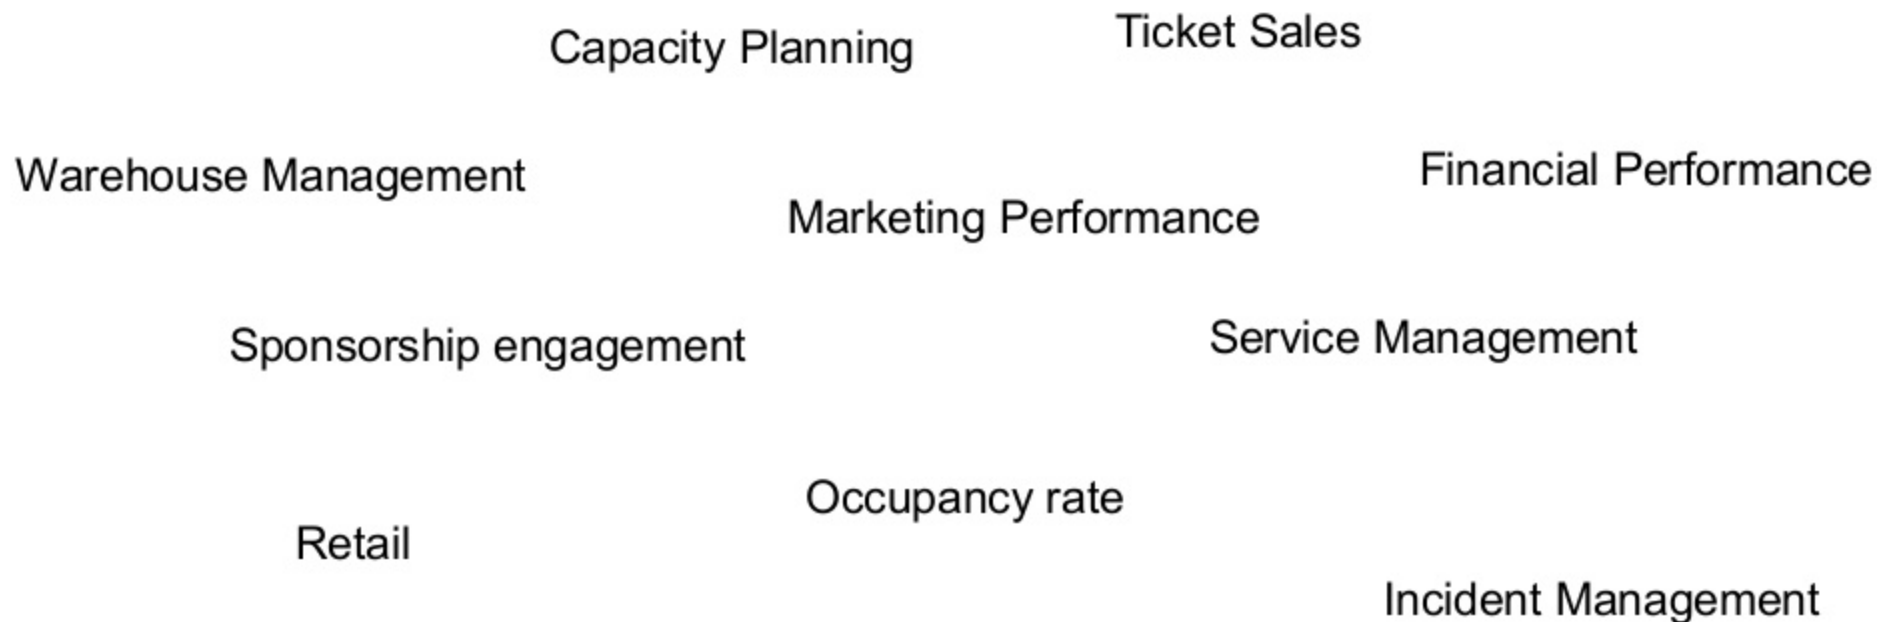 Capacity Planning
Ticket Sales
Warehouse Management
Financial Performance
Marketing Performance
Sponsorship engagement
Service Management
Occupancy rate
Retail
Incident Management